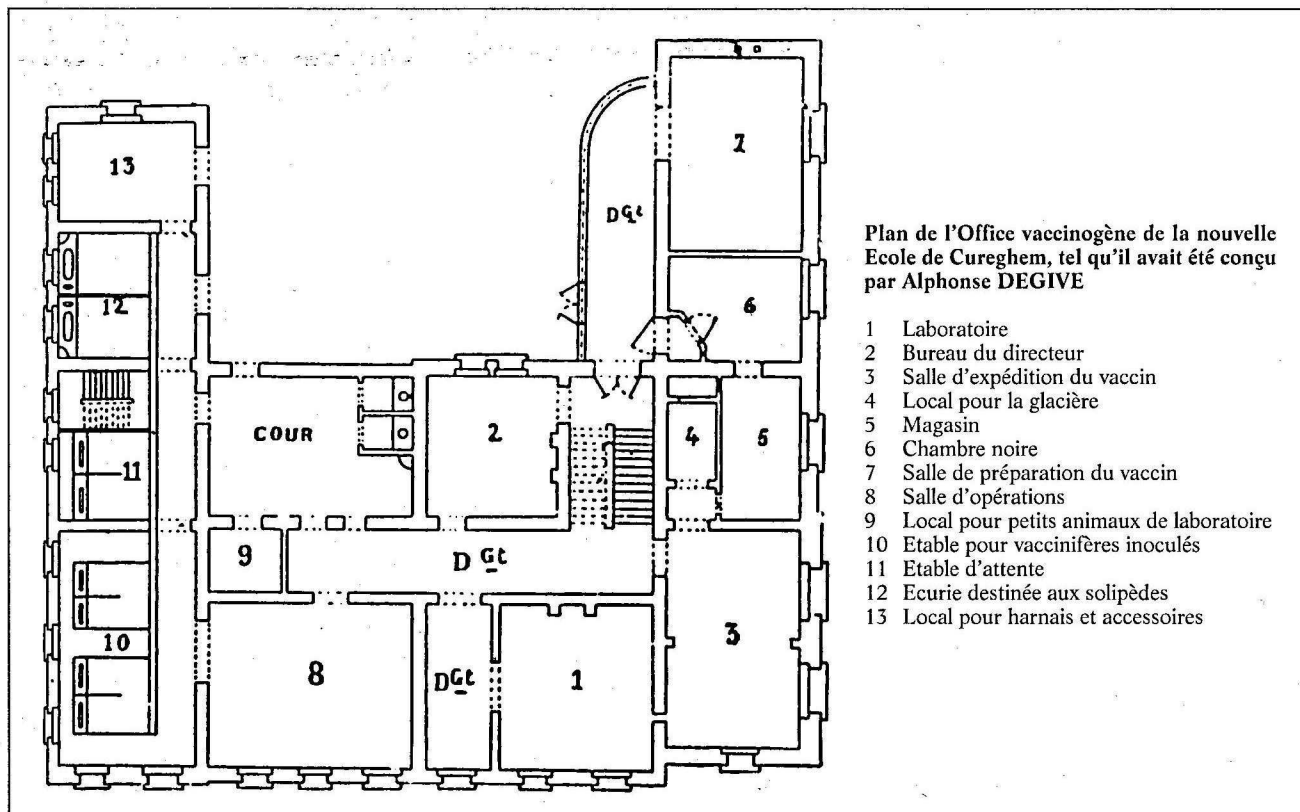 13
12
11
10
COUR
2
9
8
DGt
DGt
DGt
1
7
6
4
5
3
Plan de l'Office vaccinogène de la nouvelle
Ecole de Cureghem, tel qu'il avait été conçu
par Alphonse DEGIVE
1 Laboratoire
2 Bureau du directeur
3 Salle d'expédition du vaccin
4 Local pour la glacière
5 Magasin
6 Chambre noire
7 Salle de préparation du vaccin
8 Salle d'opérations
9 Local pour petits animaux de laboratoire
10 Etable pour vaccinifères inoculés
11 Etable d'attente
12 Ecurie destinée aux solipèdes
13 Local pour harnais et accessoires